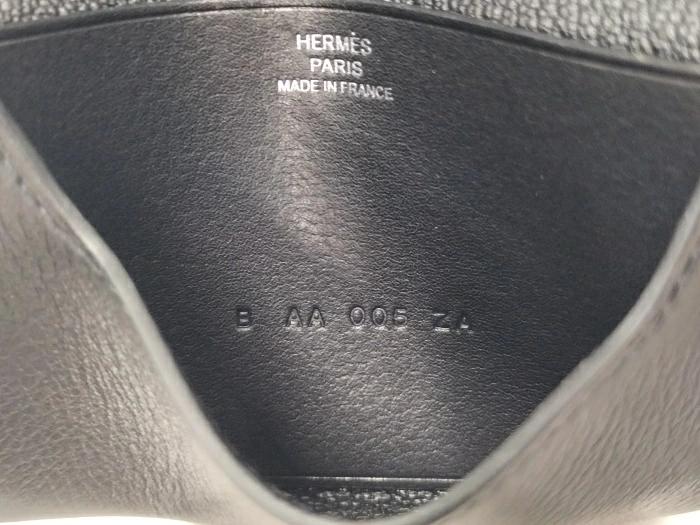 HERMÈS
PARIS
MADE IN FRANCE
B AA 005 ZA